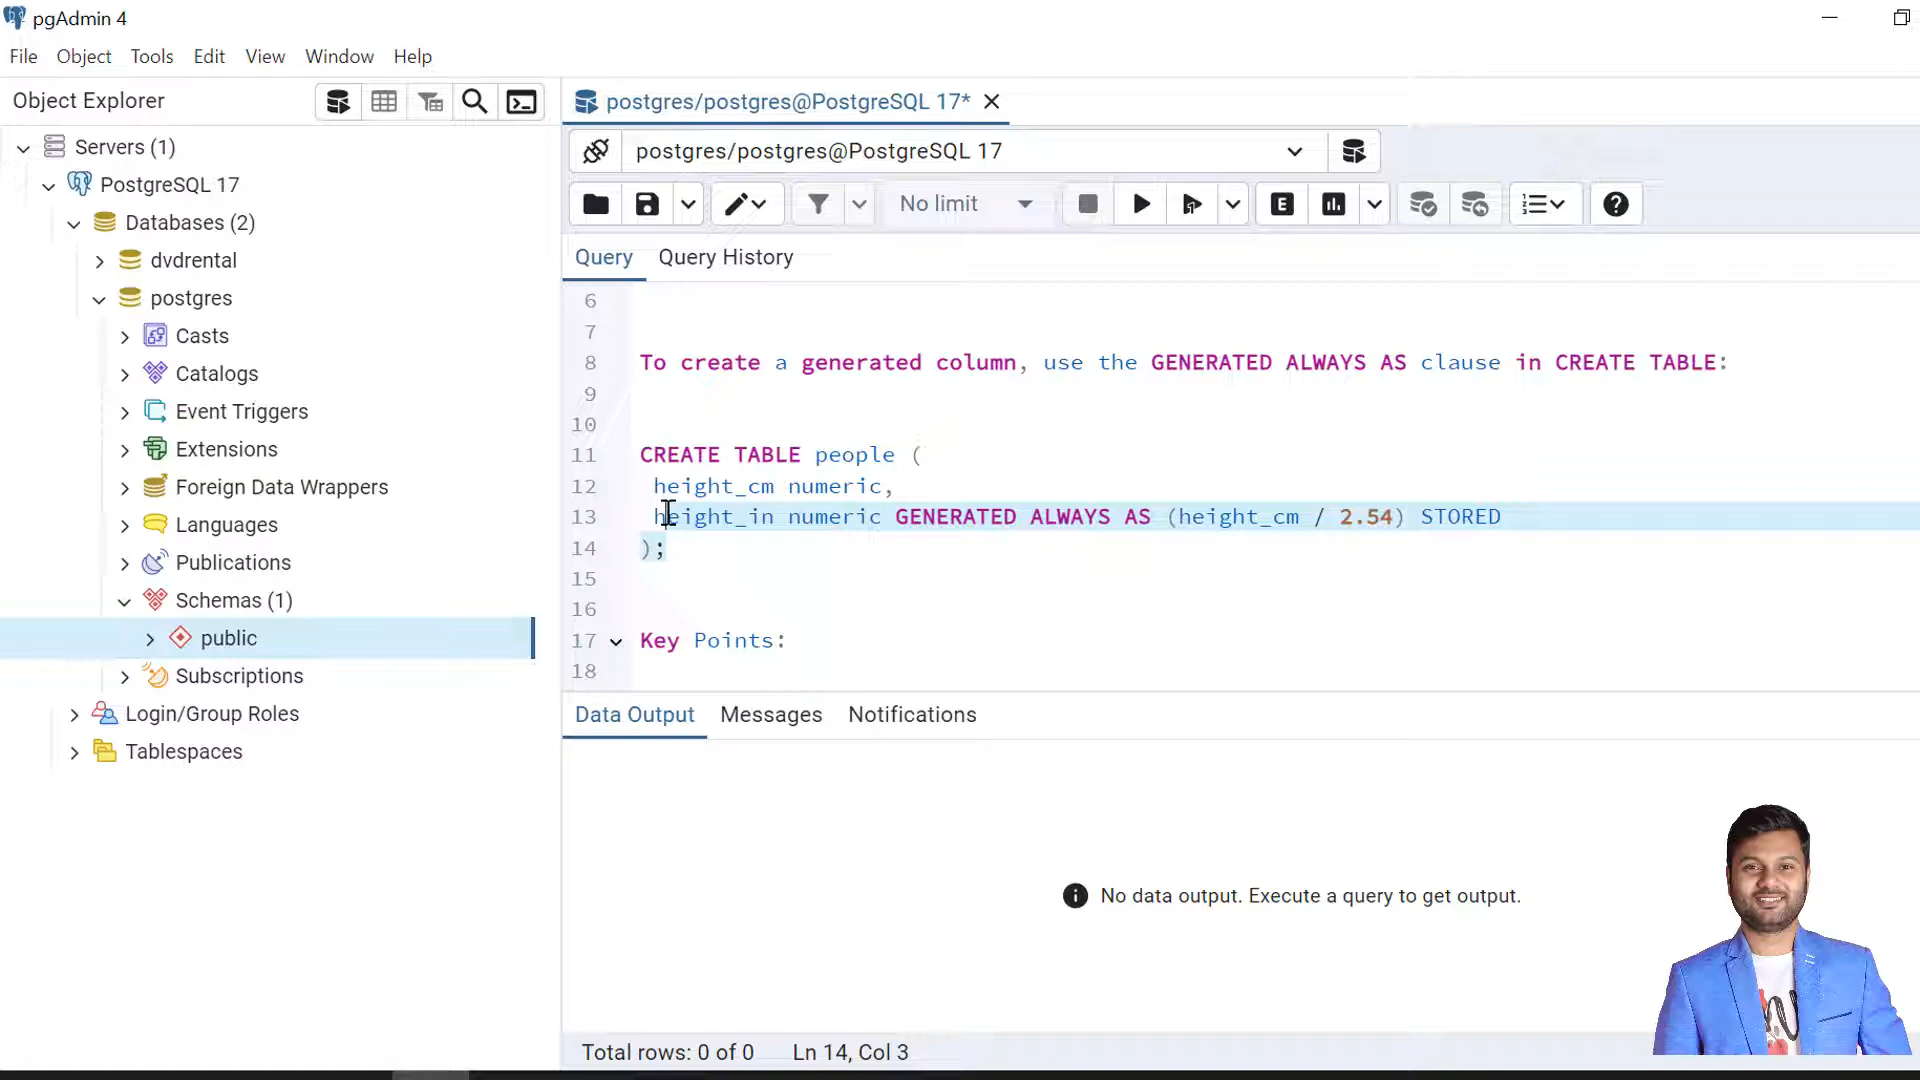 pgAdmin 4
File Object Tools Edit View Window Help
Object Explorer
Servers (1)
PostgreSQL 17
Databases (2)
dvdrental
postgres
Casts
Catalogs
Event Triggers
Extensions
Foreign Data Wrappers
Languages
Publications
Schemas (1)
public
Subscriptions
Login/Group Roles
Tablespaces
postgres/postgres@PostgreSQL 17*
postgres/postgres@PostgreSQL 17
No limit
E
Query Query History
6
7
8 To create a generated column, use the GENERATED ALWAYS AS clause in CREATE TABLE:
9
10
11 CREATE TABLE people (
12 height_cm numeric,
13 height_in numeric GENERATED ALWAYS AS (height_cm / 2.54) STORED
14 );
15
16
17 Key Points:
18
Data Output Messages Notifications
No data output. Execute a query to get output.
Total rows: 0 of 0 Ln 14, Col 3